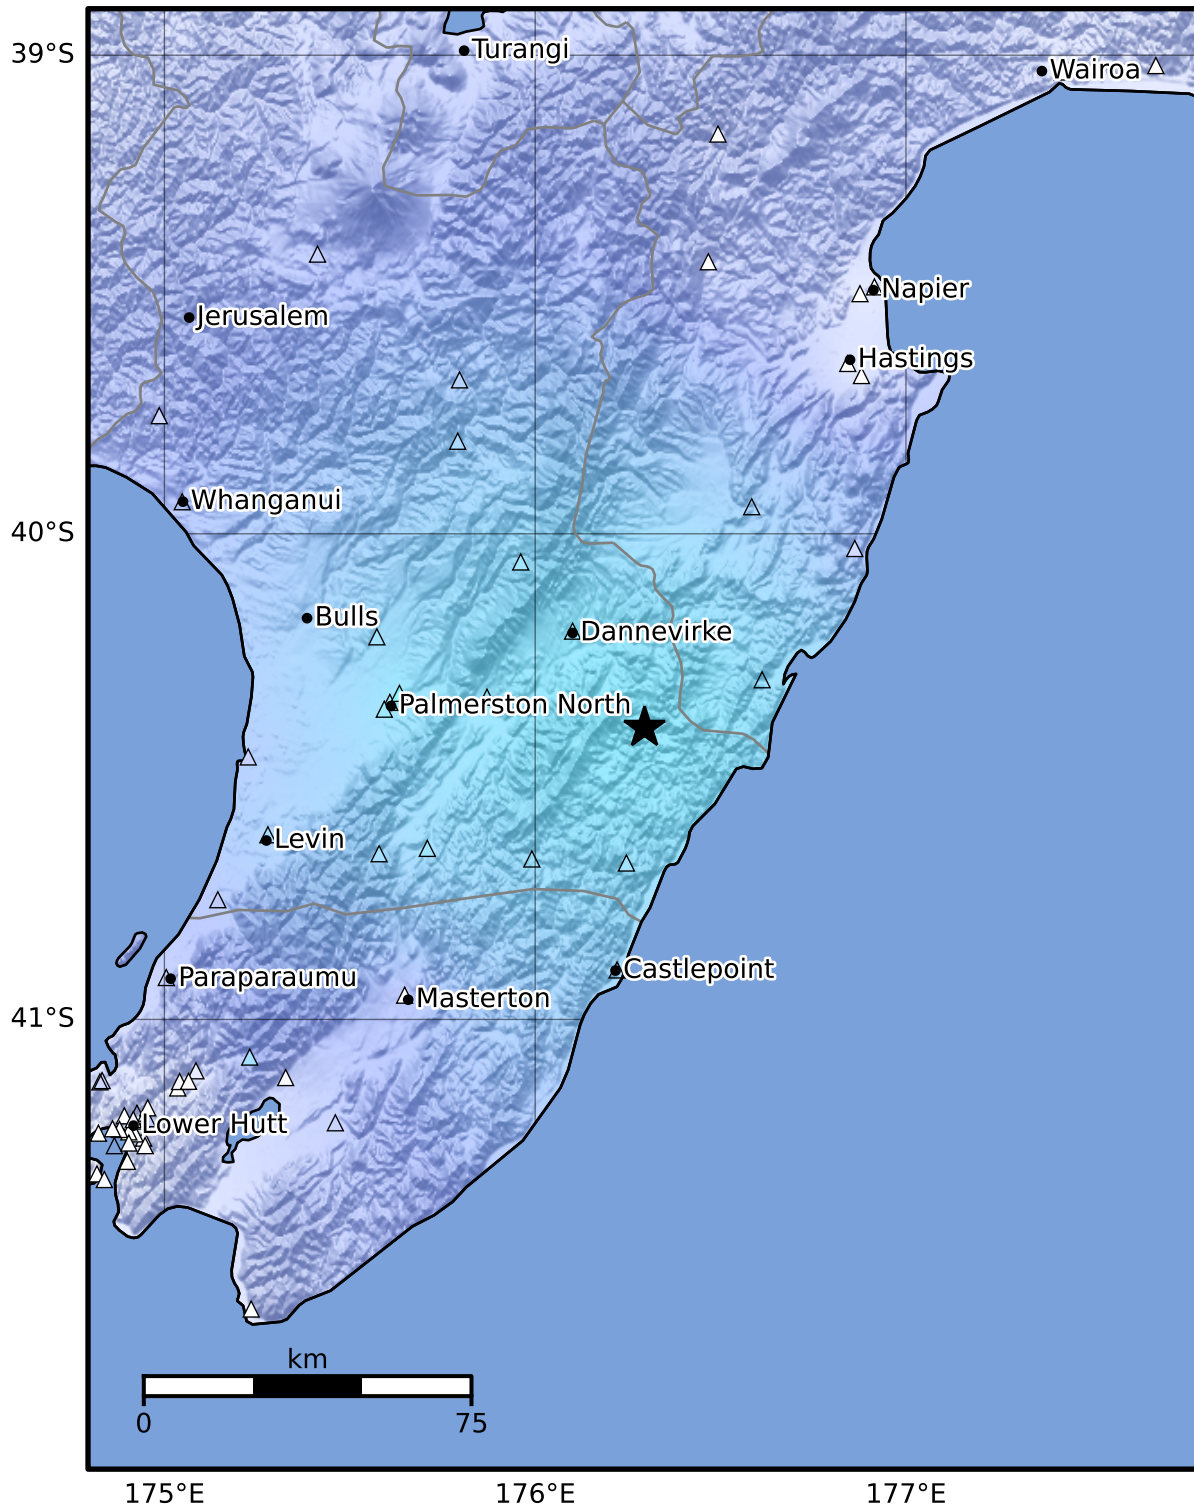 39°S
Turangi
Wairoa
Napier
Jerusalem
Hastings
Whanganui
40°S
Bulls
Dannevirke
Palmerston North
Levin
Castlepoint
Paraparaumu
Masterton
41°S
Lower Hutt
km
0
75
175°E
176°E
177°E